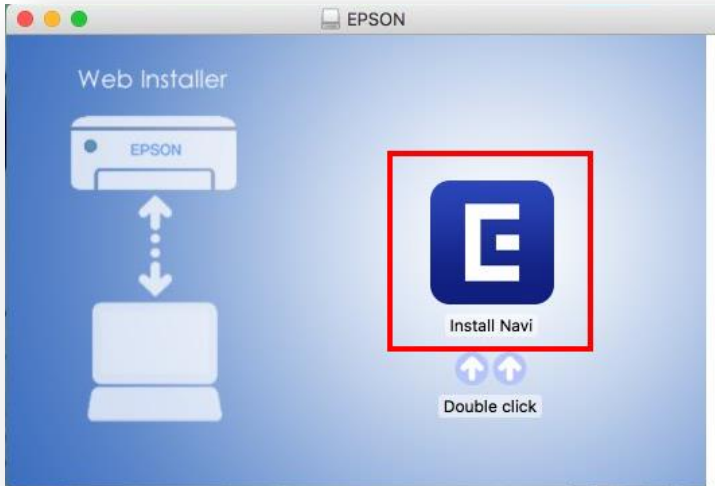 EPSON
Web Installer
EPSON
E
Install Navi
Double click